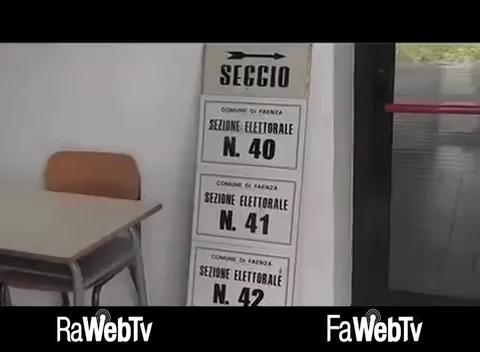 SEGGIO
COMUNE DI FAENZA
SEZIONE ELETTORALE
N. 40
COMUNE DI FAENZA
SEZIONE ELETTORALE
N. 41
COMUNE DI FAENZA
SEZIONE ELETTORALE
N. 42
RaWebTv
FaWebTv